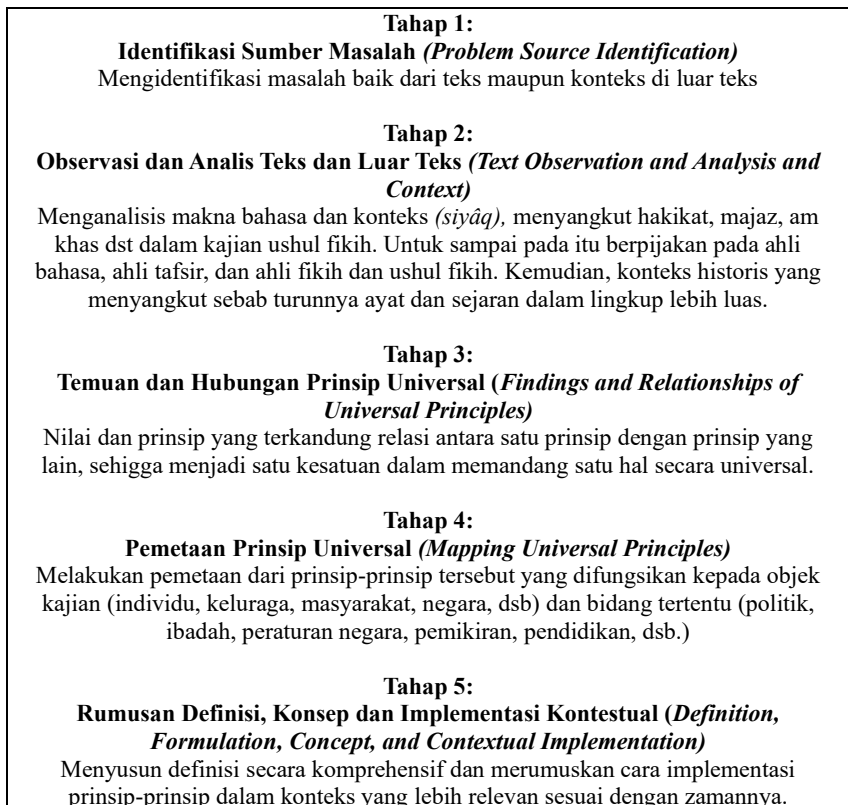 Tahap 1:
Identifikasi Sumber Masalah (Problem Source Identification)
Mengidentifikasi masalah baik dari teks maupun konteks di luar teks
Tahap 2:
Observasi dan Analis Teks dan Luar Teks (Text Observation and Analysis and
Context)
Menganalisis makna bahasa dan konteks (siyâq), menyangkut hakikat, majaz, am
khas dst dalam kajian ushul fikih. Untuk sampai pada itu berpijakan pada ahli
bahasa, ahli tafsir, dan ahli fikih dan ushul fikih. Kemudian, konteks historis yang
menyangkut sebab turunnya ayat dan sejaran dalam lingkup lebih luas.
Tahap 3:
Temuan dan Hubungan Prinsip Universal (Findings and Relationships of
Universal Principles)
Nilai dan prinsip yang terkandung relasi antara satu prinsip dengan prinsip yang
lain, sehigga menjadi satu kesatuan dalam memandang satu hal secara universal.
Tahap 4:
Pemetaan Prinsip Universal (Mapping Universal Principles)
Melakukan pemetaan dari prinsip-prinsip tersebut yang difungsikan kepada objek
kajian (individu, keluraga, masyarakat, negara, dsb) dan bidang tertentu (politik,
ibadah, peraturan negara, pemikiran, pendidikan, dsb.)
Tahap 5:
Rumusan Definisi, Konsep dan Implementasi Kontestual (Definition,
Formulation, Concept, and Contextual Implementation)
Menyusun definisi secara komprehensif dan merumuskan cara implementasi
prinsip-prinsip dalam konteks yang lebih relevan sesuai dengan zamannya.